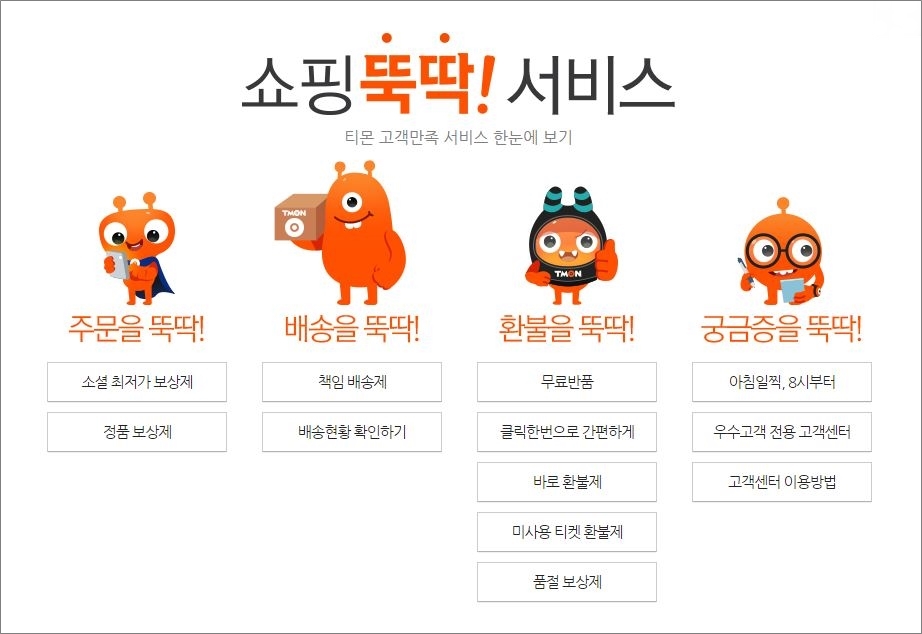 쇼핑뚝딱! 서비스
티몬 고객만족 서비스 한눈에 보기
TMON
TMON
주문을 뚝딱!
소셜 최저가 보상제
정품 보상제
배송을 뚝딱!
책임 배송제
배송현황 확인하기
환불을 뚝딱!
무료반품
클릭한번으로 간편하게
바로 환불제
미사용 티켓 환불제
품절 보상제
궁금증을 뚝딱!
아침일찍, 8시부터
우수고객 전용 고객센터
고객센터 이용방법